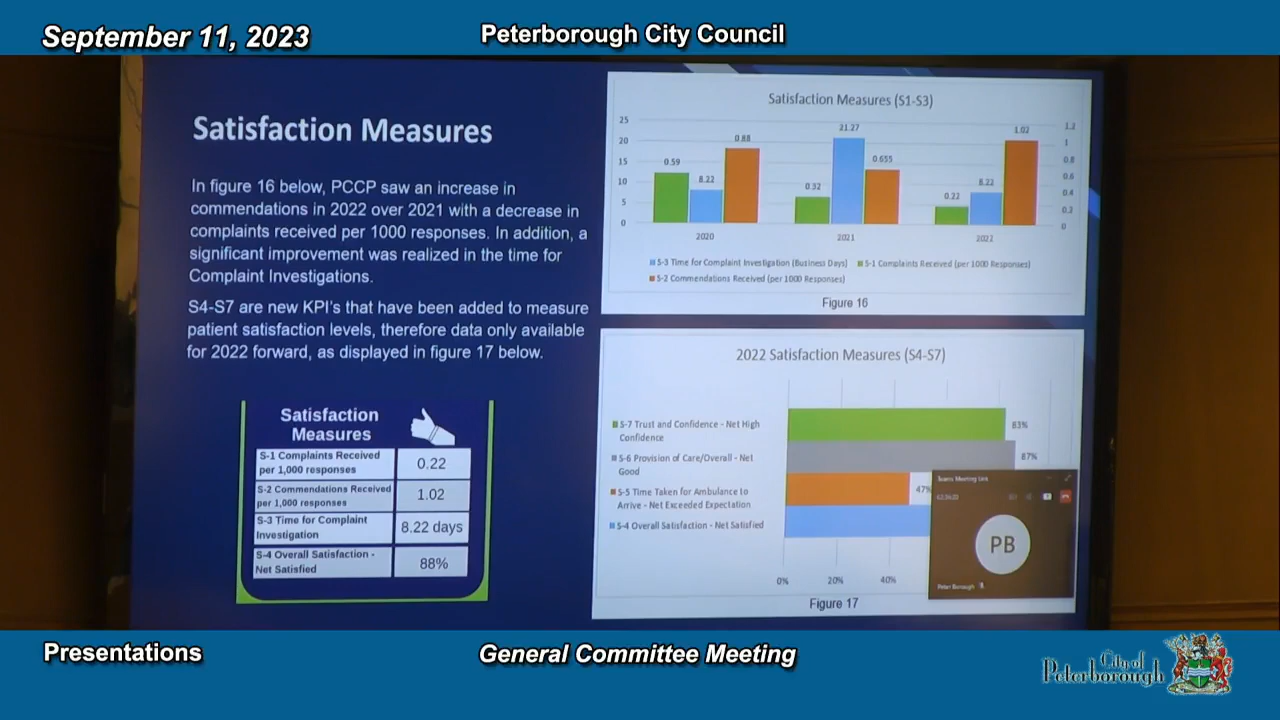 September 11, 2023
Peterborough City Council
Satisfaction Measures
In figure 16 below, PCCP saw an increase in
commendations in 2022 over 2021 with a decrease in
complaints received per 1000 responses. In addition, a
significant improvement was realized in the time for
Complaint Investigations.
S4-S7 are new KPI's that have been added to measure
patient satisfaction levels, therefore data only available
for 2022 forward, as displayed in figure 17 below.
Satisfaction
Measures
S-1 Complaints Received
per 1,000 responses
0.22
S-2 Commendations Received
per 1,000 responses
1.02
S-3 Time for Complaint
Investigation
8.22 days
S-4 Overall Satisfaction -
Net Satisfied
88%
Satisfaction Measures (S1-S3)
25
20
15
10
5
0
1.2
1
0.8
0.6
0.4
0.2
0
0.59
8.22
0.88
0.32
21.27
0.655
0.22
8.22
1.02
2020
2021
2022
S-3 Time for Complaint Investigation (Business Days)
S-1 Complaints Received (per 1000 Responses)
S-2 Commendations Received (per 1000 Responses)
Figure 16
2022 Satisfaction Measures (S4-S7)
S-7 Trust and Confidence - Net High
Confidence
S-6 Provision of Care/Overall - Net
Good
S-5 Time Taken for Ambulance to
Arrive - Net Exceeded Expectation
S-4 Overall Satisfaction - Net Satisfied
83%
87%
47%
0%
20%
40%
Figure 17
Teams Meeting Link
PB
Peter Borough
Presentations
General Committee Meeting
City of
Peterborough